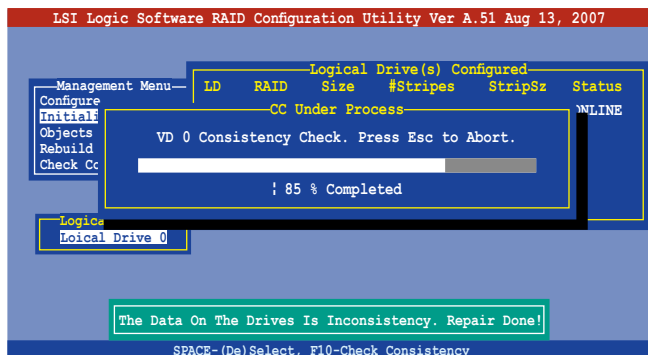 LSI Logic Software RAID Configuration Utility Ver A.51 Aug 13, 2007
Logical Drive(s) Configured
LD RAID Size #Stripes StripSz Status
Management Menu
Configure
Initiali
Objects
Rebuild
Check Co
NLINE
CC Under Process
VD 0 Consistency Check. Press Esc to Abort.
¦ 85 % Completed
Logica
Loical Drive 0
The Data On The Drives Is Inconsistency. Repair Done!
SPACE-(De)Select, F10-Check Consistency